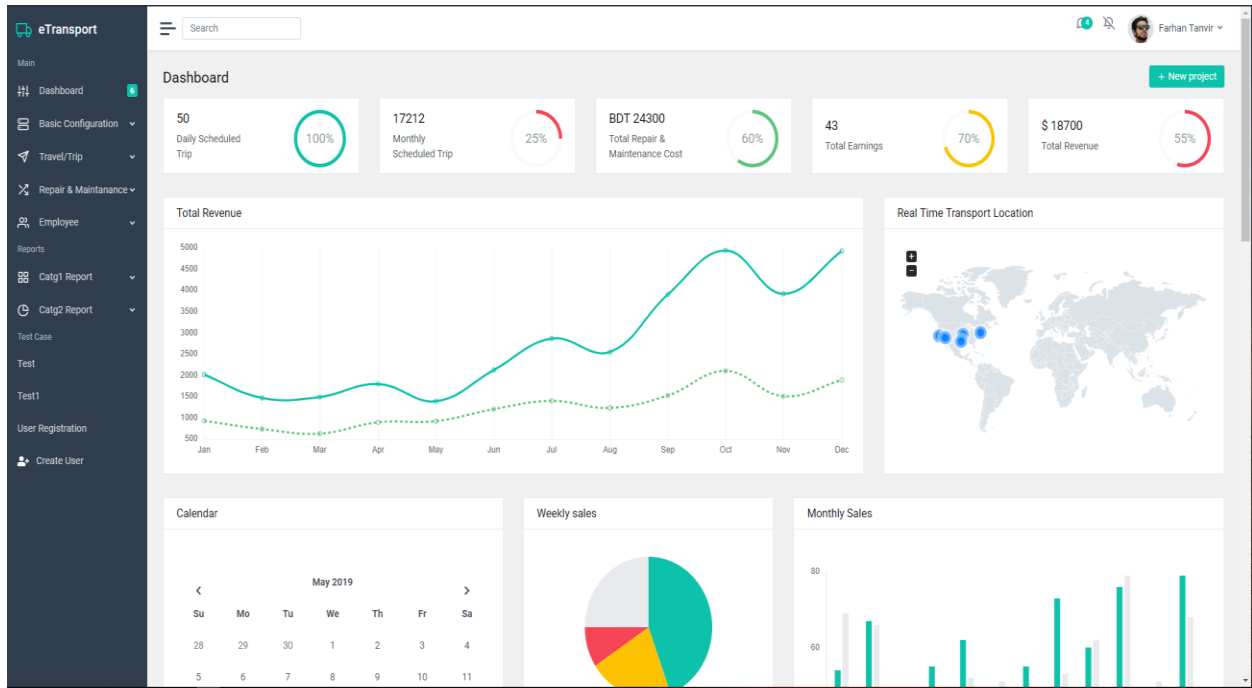 eTransport
Search
4
Farhan Tanvir
Main
Dashboard
6
Basic Configuration
Travel/Trip
Repair & Maintanance
Employee
Reports
Catg1 Report
Catg2 Report
Test Case
Test
Test1
User Registration
Create User
Dashboard
+ New project
50
Daily Scheduled
Trip
100%
17212
Monthly
Scheduled Trip
25%
BDT 24300
Total Repair &
Maintenance Cost
60%
43
Total Earnings
70%
$ 18700
Total Revenue
55%
Total Revenue
5000
4500
4000
3500
3000
2500
2000
1500
1000
500
Jan Feb Mar Apr May Jun Jul Aug Sep Oct Nov Dec
Real Time Transport Location
+
−
Calendar
‹ May 2019 ›
Su Mo Tu We Th Fr Sa
28 29 30 1 2 3 4
5 6 7 8 9 10 11
Weekly sales
Monthly Sales
80
60